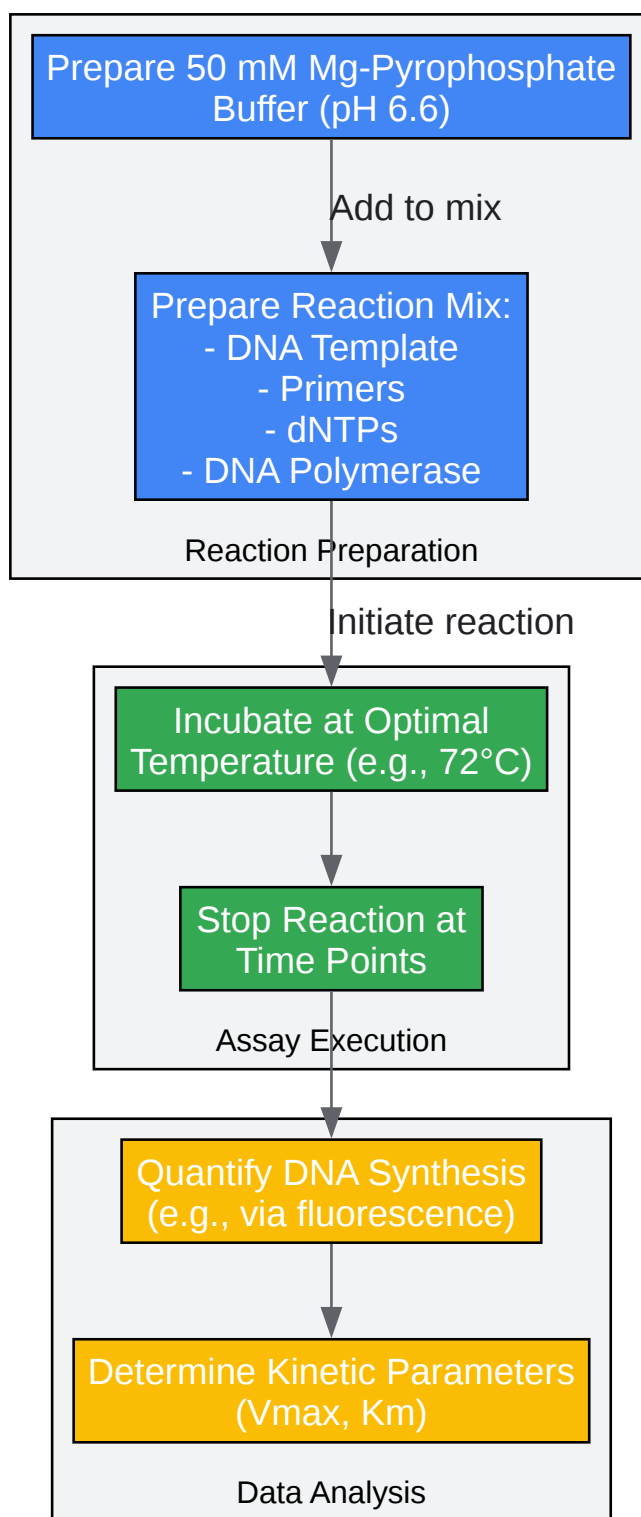 Prepare 50 mM Mg-Pyrophosphate
Buffer (pH 6.6)
Add to mix
Prepare Reaction Mix:
- DNA Template
- Primers
- dNTPs
- DNA Polymerase
Reaction Preparation
Initiate reaction
Incubate at Optimal
Temperature (e.g., 72°C)
Stop Reaction at
Time Points
Assay Execution
Quantify DNA Synthesis
(e.g., via fluorescence)
Determine Kinetic Parameters
(Vmax, Km)
Data Analysis